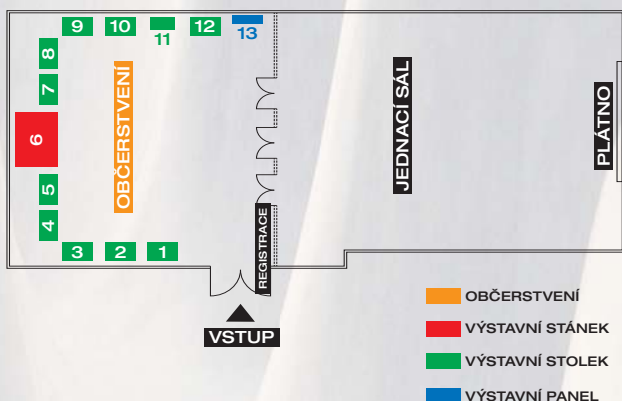 9 10 11 12 13
8
7
6
5
4
3 2 1
OBČERSTVENÍ
REGISTRACE
JEDNACÍ SÁL
PLÁTNO
VSTUP
OBČERSTVENÍ
VÝSTAVNÍ STÁNEK
VÝSTAVNÍ STOLEK
VÝSTAVNÍ PANEL